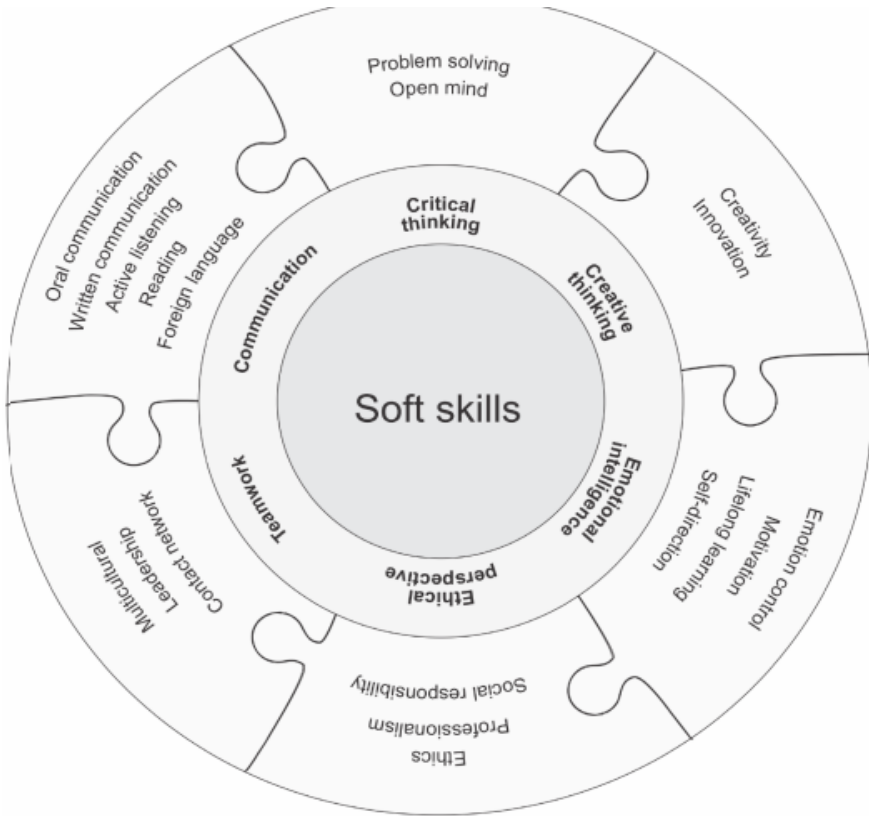 Soft skills
Critical
thinking
Problem solving
Open mind
Creative
thinking
Creativity
Innovation
Emotional
intelligence
Emotion control
Motivation
Lifelong learning
Self-direction
Ethical
perspective
Social responsibility
Professionalism
Ethics
Teamwork
Contact network
Leadership
Multicultural
Communication
Oral communication
Written communication
Active listening
Reading
Foreign language